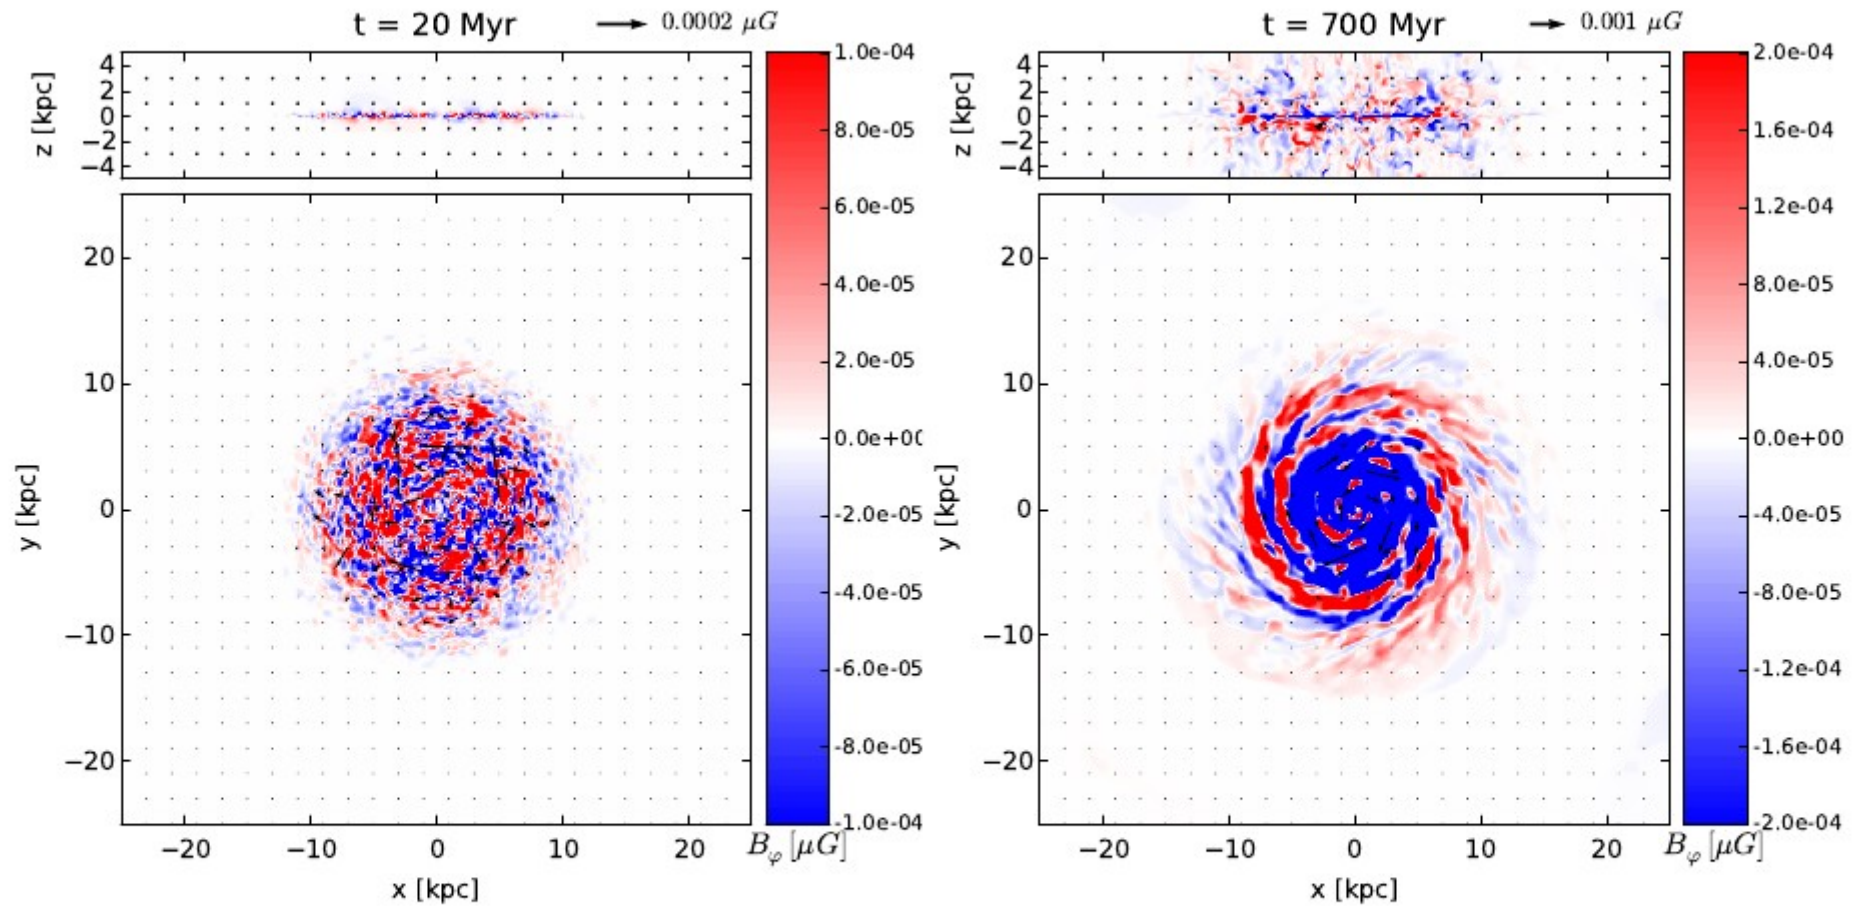 t = 20 Myr
0.0002 μG
t = 700 Myr
0.001 μG
z [kpc]
4
2
0
−2
−4
y [kpc]
20
10
0
−10
−20
−20
−10
0
10
20
x [kpc]
1.0e-04
8.0e-05
6.0e-05
4.0e-05
2.0e-05
0.0e+0(
-2.0e-05
-4.0e-05
-6.0e-05
-8.0e-05
-1.0e-04
Bφ [μG]
z [kpc]
4
2
0
−2
−4
y [kpc]
20
10
0
−10
−20
−20
−10
0
10
20
x [kpc]
2.0e-04
1.6e-04
1.2e-04
8.0e-05
4.0e-05
0.0e+00
-4.0e-05
-8.0e-05
-1.2e-04
-1.6e-04
-2.0e-04
Bφ [μG]